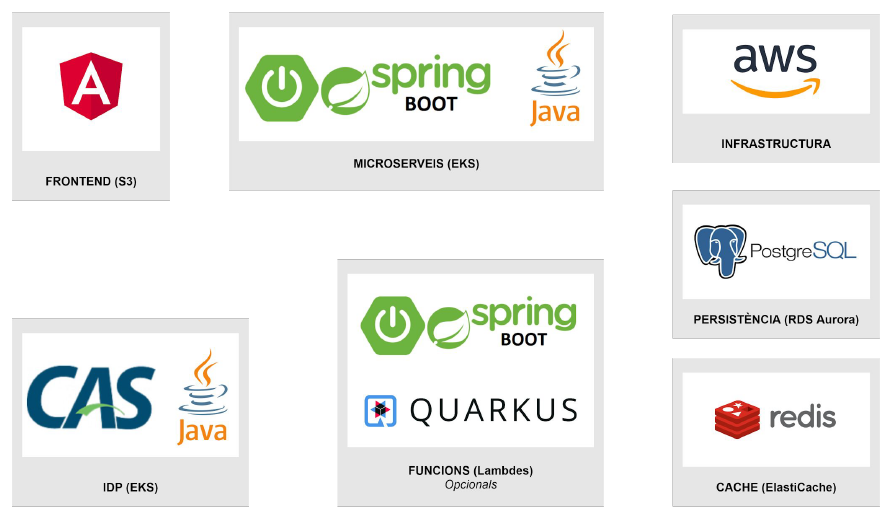 A
FRONTEND (S3)
spring
BOOT
Java
MICROSERVEIS (EKS)
aws
INFRASTRUCTURA
PostgreSQL
PERSISTÈNCIA (RDS Aurora)
CAS
Java
IDP (EKS)
spring
BOOT
QUARKUS
FUNCIONS (Lambdes)
Opcionals
redis
CACHE (ElastiCache)